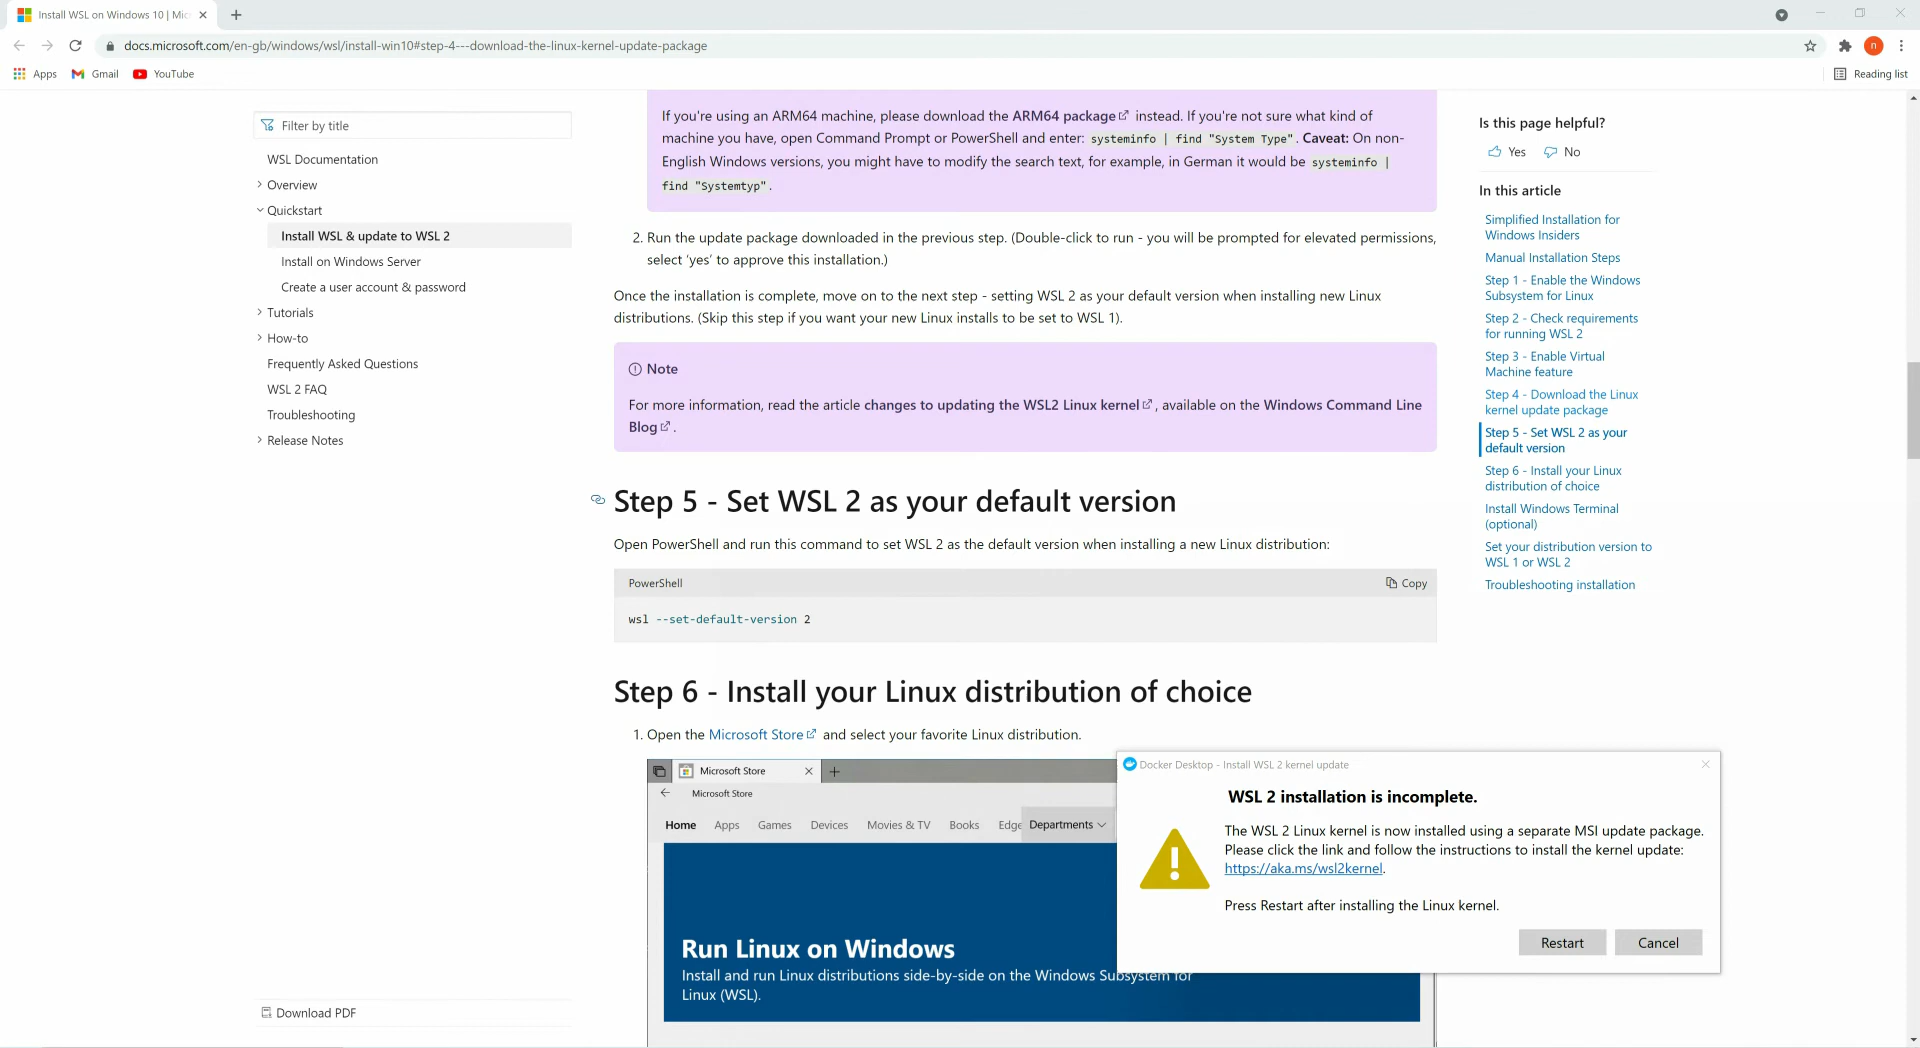 Install WSL on Windows 10 | Mic
docs.microsoft.com/en-gb/windows/wsl/install-win10#step-4---download-the-linux-kernel-update-package
n
Apps
Gmail
YouTube
Reading list
Filter by title
WSL Documentation
Overview
Quickstart
Install WSL & update to WSL 2
Install on Windows Server
Create a user account & password
Tutorials
How-to
Frequently Asked Questions
WSL 2 FAQ
Troubleshooting
Release Notes
Download PDF
If you're using an ARM64 machine, please download the ARM64 package instead. If you're not sure what kind of
machine you have, open Command Prompt or PowerShell and enter: systeminfo | find "System Type". Caveat: On non-
English Windows versions, you might have to modify the search text, for example, in German it would be systeminfo |
find "Systemtyp".
2. Run the update package downloaded in the previous step. (Double-click to run - you will be prompted for elevated permissions,
select ‘yes’ to approve this installation.)
Once the installation is complete, move on to the next step - setting WSL 2 as your default version when installing new Linux
distributions. (Skip this step if you want your new Linux installs to be set to WSL 1).
Note
For more information, read the article changes to updating the WSL2 Linux kernel, available on the Windows Command Line
Blog.
Step 5 - Set WSL 2 as your default version
Open PowerShell and run this command to set WSL 2 as the default version when installing a new Linux distribution:
PowerShell
Copy
wsl --set-default-version 2
Step 6 - Install your Linux distribution of choice
1. Open the Microsoft Store and select your favorite Linux distribution.
Microsoft Store
Microsoft Store
Home Apps Games Devices Movies & TV Books Edge Departments
Run Linux on Windows
Install and run Linux distributions side-by-side on the Windows Subsystem for
Linux (WSL).
Is this page helpful?
Yes No
In this article
Simplified Installation for
Windows Insiders
Manual Installation Steps
Step 1 - Enable the Windows
Subsystem for Linux
Step 2 - Check requirements
for running WSL 2
Step 3 - Enable Virtual
Machine feature
Step 4 - Download the Linux
kernel update package
Step 5 - Set WSL 2 as your
default version
Step 6 - Install your Linux
distribution of choice
Install Windows Terminal
(optional)
Set your distribution version to
WSL 1 or WSL 2
Troubleshooting installation
Docker Desktop - Install WSL 2 kernel update
WSL 2 installation is incomplete.
The WSL 2 Linux kernel is now installed using a separate MSI update package.
Please click the link and follow the instructions to install the kernel update:
https://aka.ms/wsl2kernel.
Press Restart after installing the Linux kernel.
Restart
Cancel